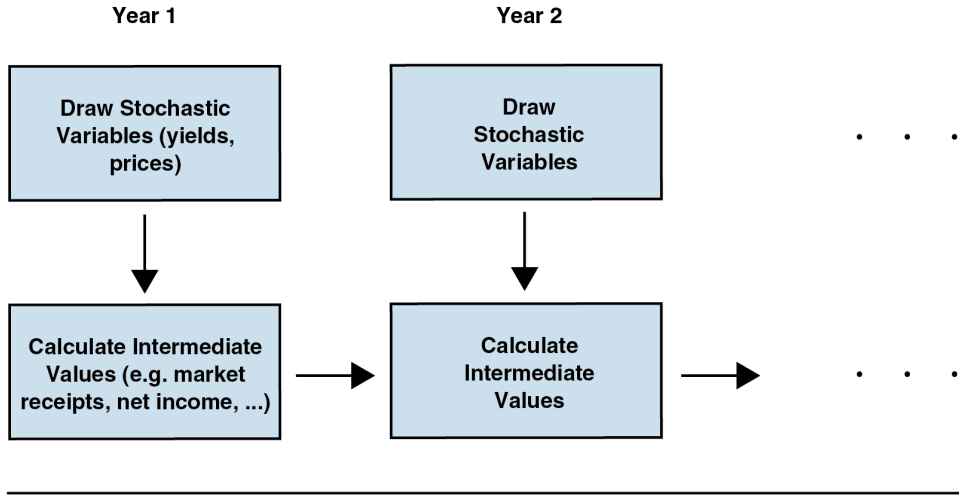 Year 1
Year 2
Draw Stochastic
Variables (yields,
prices)
Draw
Stochastic
Variables
. . .
Calculate Intermediate
Values (e.g. market
receipts, net income, ...)
Calculate
Intermediate
Values
. . .